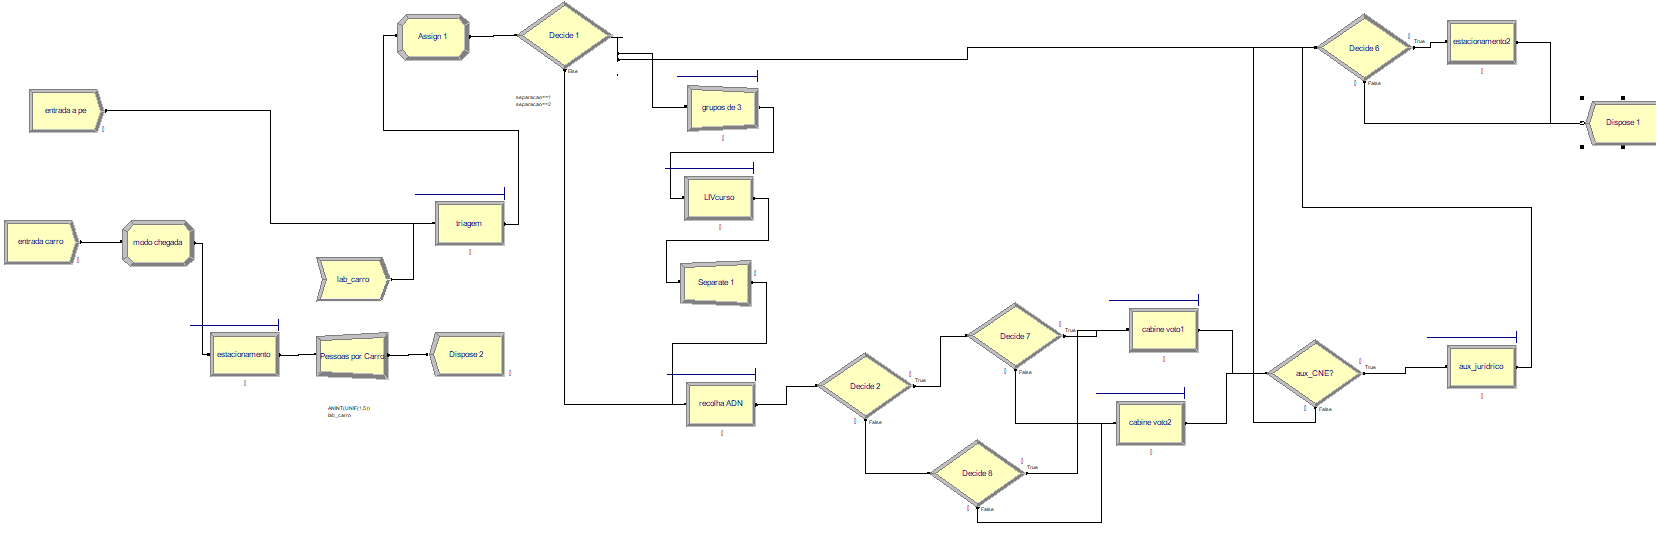 Assign 1
Decide 1
Else
separacao==1
separacao==2
Decide 6
True
False
estacionamento2
Dispose 1
entrada a pe
grupos de 3
LIVcurso
triagem
entrada carro
modo chegada
lab_carro
Separate 1
estacionamento
Pessoas por Carro
Dispose 2
ANINT(UNIF(1,5))
lab_carro
recolha ADN
Decide 2
True
False
Decide 7
True
False
Decide 8
True
False
cabine voto1
cabine voto2
aux_CNE?
True
False
aux_jurídrico